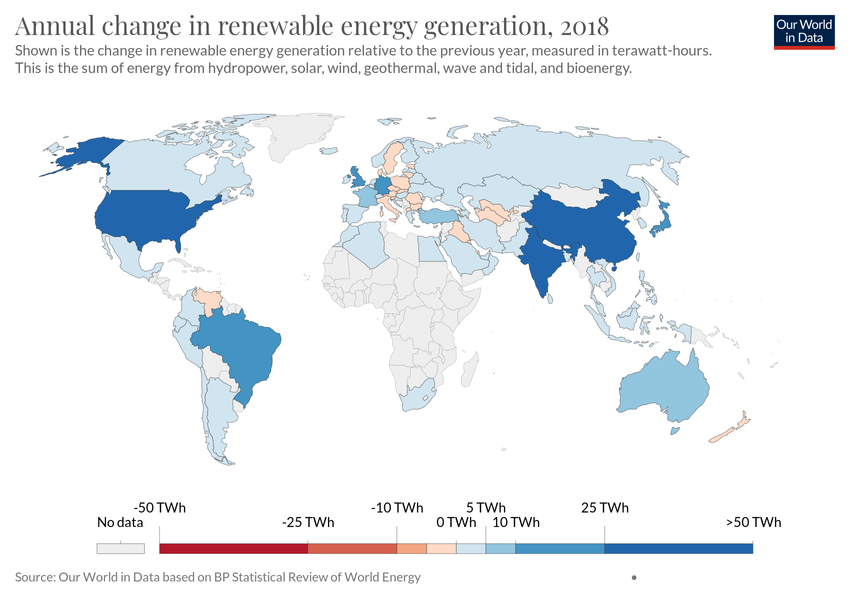 Annual change in renewable energy generation, 2018
Our World
in Data
Shown is the change in renewable energy generation relative to the previous year, measured in terawatt-hours.
This is the sum of energy from hydropower, solar, wind, geothermal, wave and tidal, and bioenergy.
-50 TWh
-10 TWh
5 TWh
25 TWh
No data
-25 TWh
0 TWh
10 TWh
>50 TWh
Source: Our World in Data based on BP Statistical Review of World Energy